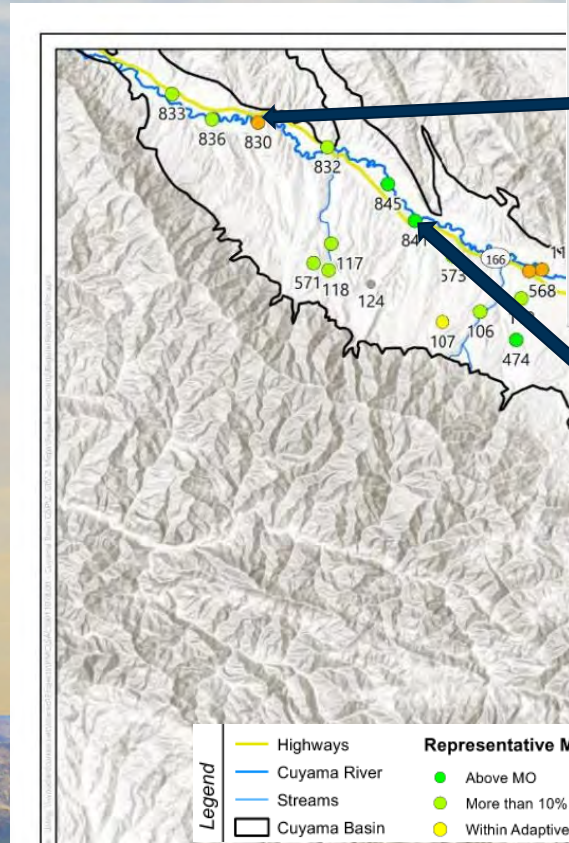 833
836
830
832
845
841
166
11
573
568
117
571
118
124
107
106
474
Legend
Highways
Cuyama River
Streams
Cuyama Basin
Representative M
Above MO
More than 10%
Within Adaptive